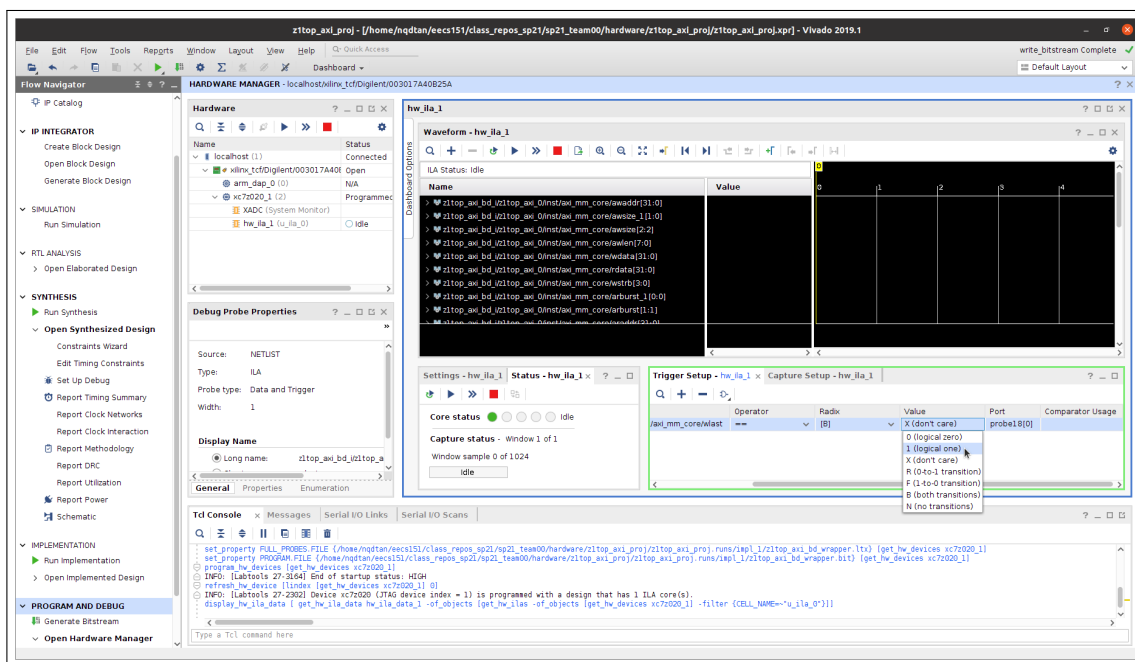 z1top_axi_proj - [/home/nqdtan/eecs151/class_repos_sp21/sp21_team00/hardware/z1top_axi_proj/z1top_axi_proj.xpr] - Vivado 2019.1
File Edit Flow Tools Reports Window Layout View Help Q- Quick Access
write_bitstream Complete
Dashboard
Default Layout
Flow Navigator
HARDWARE MANAGER - localhost/xilinx_tcf/Digilent/003017A40B25A
IP Catalog
IP INTEGRATOR
Create Block Design
Open Block Design
Generate Block Design
SIMULATION
Run Simulation
RTL ANALYSIS
Open Elaborated Design
SYNTHESIS
Run Synthesis
Open Synthesized Design
Constraints Wizard
Edit Timing Constraints
Set Up Debug
Report Timing Summary
Report Clock Networks
Report Clock Interaction
Report Methodology
Report DRC
Report Utilization
Report Power
Schematic
IMPLEMENTATION
Run Implementation
Open Implemented Design
PROGRAM AND DEBUG
Generate Bitstream
Open Hardware Manager
Hardware
Name Status
localhost (1) Connected
xilinx_tcf/Digilent/003017A40B Open
arm_dap_0 (0) N/A
xc7z020_1 (2) Programmed
XADC (System Monitor)
hw_ila_1 (u_ila_0) Idle
Debug Probe Properties
Source: NETLIST
Type: ILA
Probe type: Data and Trigger
Width: 1
Display Name
Long name: z1top_axi_bd_i/z1top_a
General Properties Enumeration
hw_ila_1
Dashboard Options
Waveform - hw_ila_1
ILA Status: Idle
Name Value
z1top_axi_bd_i/z1top_axi_0/inst/axi_mm_core/awaddr[31:0]
z1top_axi_bd_i/z1top_axi_0/inst/axi_mm_core/awsize_1[1:0]
z1top_axi_bd_i/z1top_axi_0/inst/axi_mm_core/awsize[2:2]
z1top_axi_bd_i/z1top_axi_0/inst/axi_mm_core/awlen[7:0]
z1top_axi_bd_i/z1top_axi_0/inst/axi_mm_core/wdata[31:0]
z1top_axi_bd_i/z1top_axi_0/inst/axi_mm_core/rdata[31:0]
z1top_axi_bd_i/z1top_axi_0/inst/axi_mm_core/wstrb[3:0]
z1top_axi_bd_i/z1top_axi_0/inst/axi_mm_core/arburst_1[0:0]
z1top_axi_bd_i/z1top_axi_0/inst/axi_mm_core/arburst[1:1]
z1top_axi_bd_i/z1top_axi_0/inst/axi_mm_core/araddr[31:0]
0
0 1 2 3 4
Settings - hw_ila_1 Status - hw_ila_1
Core status Idle
Capture status - Window 1 of 1
Window sample 0 of 1024
Idle
Trigger Setup - hw_ila_1 Capture Setup - hw_ila_1
Operator Radix Value Port Comparator Usage
/axi_mm_core/wlast == [B] X (don't care) probe18[0]
0 (logical zero)
1 (logical one)
X (don't care)
R (0-to-1 transition)
F (1-to-0 transition)
B (both transitions)
N (no transitions)
Tcl Console Messages Serial I/O Links Serial I/O Scans
set_property FULL_PROBES.FILE {/home/nqdtan/eecs151/class_repos_sp21/sp21_team00/hardware/z1top_axi_proj/z1top_axi_proj.runs/impl_1/z1top_axi_bd_wrapper.ltx} [get_hw_devices xc7z020_1]
set_property PROGRAM.FILE {/home/nqdtan/eecs151/class_repos_sp21/sp21_team00/hardware/z1top_axi_proj/z1top_axi_proj.runs/impl_1/z1top_axi_bd_wrapper.bit} [get_hw_devices xc7z020_1]
program_hw_devices [get_hw_devices xc7z020_1]
INFO: [Labtools 27-3164] End of startup status: HIGH
refresh_hw_device [lindex [get_hw_devices xc7z020_1] 0]
INFO: [Labtools 27-2302] Device xc7z020 (JTAG device index = 1) is programmed with a design that has 1 ILA core(s).
display_hw_ila_data [ get_hw_ila_data hw_ila_data_1 -of_objects [get_hw_ilas -of_objects [get_hw_devices xc7z020_1] -filter {CELL_NAME=~"u_ila_0"}]]
Type a Tcl command here